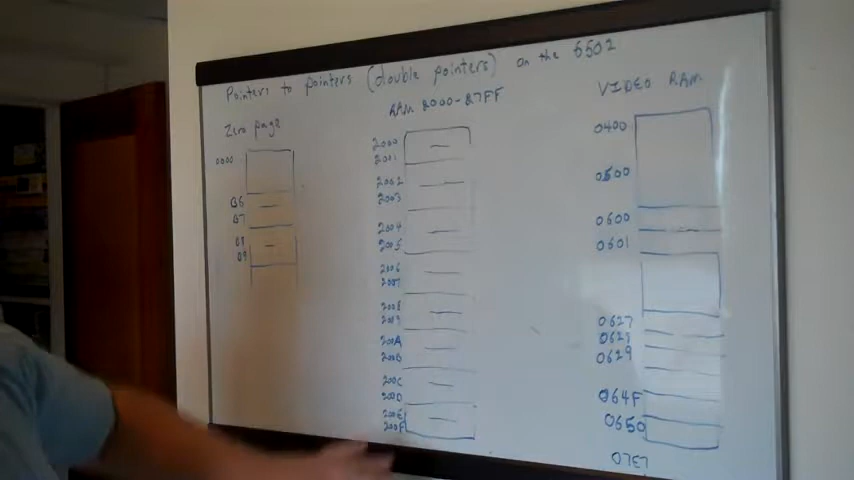 Pointers to pointers (double pointers) on the 6502
Zero page
0000
06
07
08
09
RAM 2000-27FF
2000
2001
2002
2003
2004
2005
2006
2007
2008
2009
200A
200B
200C
200D
200E
200F
VIDEO RAM
0400
0500
0600
0601
0627
0628
0629
064F
0650
07E7